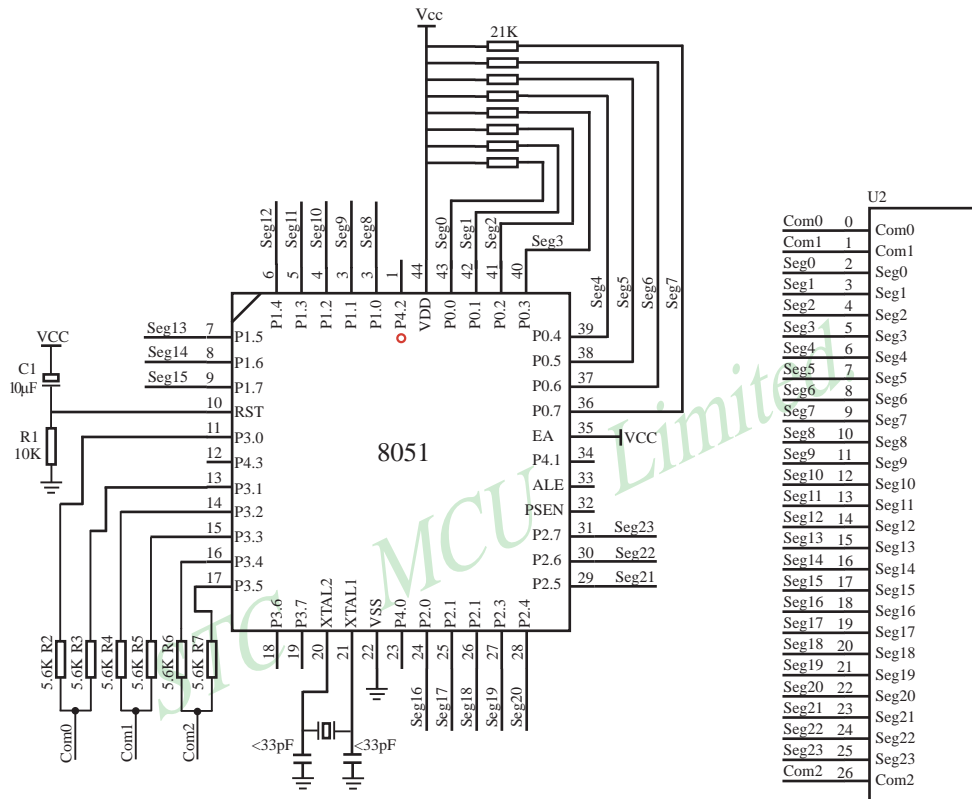 Vcc
21K
Seg12
Seg11
Seg10
Seg9
Seg8
Seg0
Seg1
Seg2
Seg3
Seg4
Seg5
Seg6
Seg7
6
5
4
3
3
1
44
43
42
41
40
P1.4
P1.3
P1.2
P1.1
P1.0
P4.2
VDD
P0.0
P0.1
P0.2
P0.3
Seg13 7 P1.5
Seg14 8 P1.6
Seg15 9 P1.7
10 RST
11 P3.0
12 P4.3
13 P3.1
14 P3.2
15 P3.3
16 P3.4
17 P3.5
VCC
C1
10μF
R1
10K
8051
P0.4 39
P0.5 38
P0.6 37
P0.7 36
EA 35 VCC
P4.1 34
ALE 33
PSEN 32
P2.7 31 Seg23
P2.6 30 Seg22
P2.5 29 Seg21
P3.6
P3.7
XTAL2
XTAL1
VSS
P4.0
P2.0
P2.1
P2.1
P2.3
P2.4
18
19
20
21
22
23
24
25
26
27
28
Seg16
Seg17
Seg18
Seg19
Seg20
5.6K R2
5.6K R3
5.6K R4
5.6K R5
5.6K R6
5.6K R7
Com0
Com1
Com2
<33pF
<33pF
STC MCU Limited.
U2
Com0 0 Com0
Com1 1 Com1
Seg0 2 Seg0
Seg1 3 Seg1
Seg2 4 Seg2
Seg3 5 Seg3
Seg4 6 Seg4
Seg5 7 Seg5
Seg6 8 Seg6
Seg7 9 Seg7
Seg8 10 Seg8
Seg9 11 Seg9
Seg10 12 Seg10
Seg11 13 Seg11
Seg12 14 Seg12
Seg13 15 Seg13
Seg14 16 Seg14
Seg15 17 Seg15
Seg16 18 Seg16
Seg17 19 Seg17
Seg18 20 Seg18
Seg19 21 Seg19
Seg20 22 Seg20
Seg21 23 Seg21
Seg22 24 Seg22
Seg23 25 Seg23
Com2 26 Com2